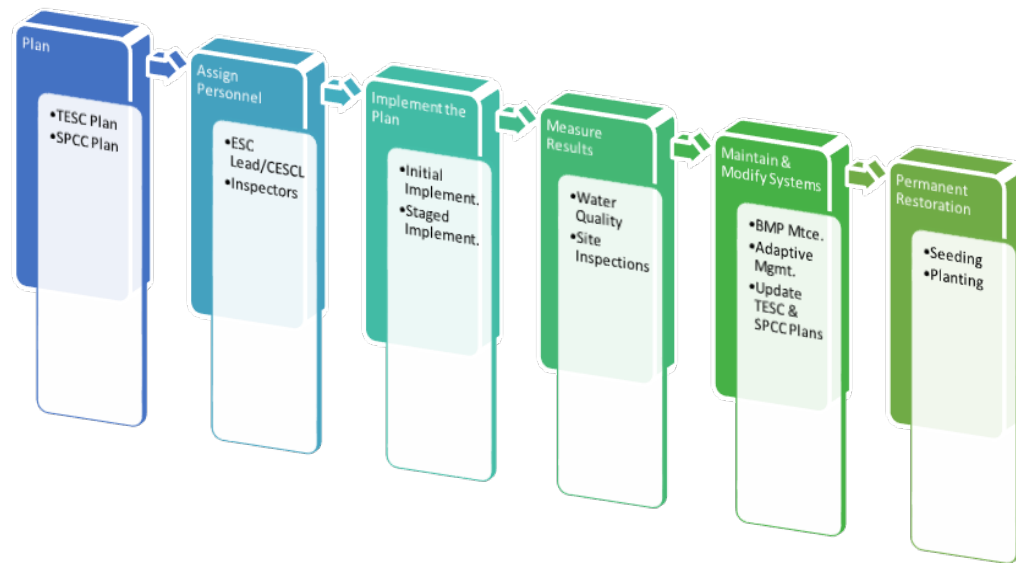 Plan
•TESC Plan
•SPCC Plan
Assign
Personnel
•ESC
Lead/CESCL
•Inspectors
Implement the
Plan
•Initial
Implement.
•Staged
Implement.
Measure
Results
•Water
Quality
•Site
Inspections
Maintain &
Modify Systems
•BMP Mtce.
•Adaptive
Mgmt.
•Update
TESC &
SPCC Plans
Permanent
Restoration
•Seeding
•Planting